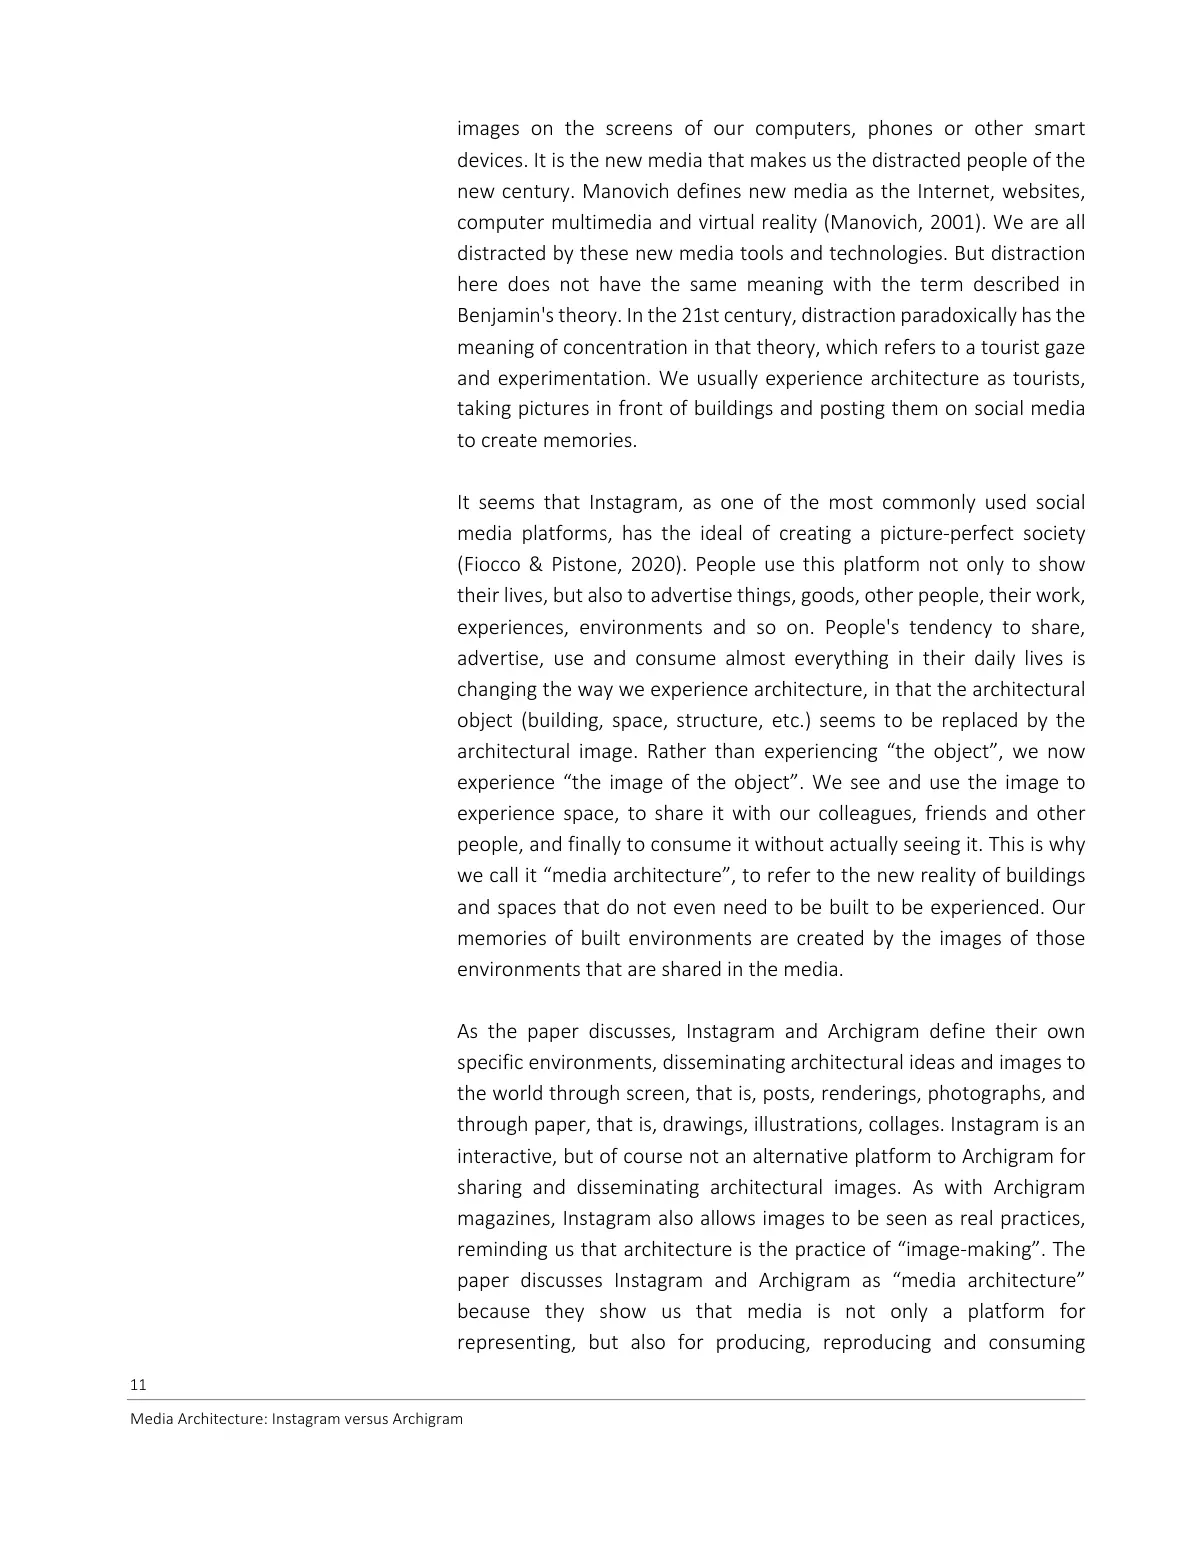 images on the screens of our computers, phones or other smart
devices. It is the new media that makes us the distracted people of the
new century. Manovich defines new media as the Internet, websites,
computer multimedia and virtual reality (Manovich, 2001). We are all
distracted by these new media tools and technologies. But distraction
here does not have the same meaning with the term described in
Benjamin's theory. In the 21st century, distraction paradoxically has the
meaning of concentration in that theory, which refers to a tourist gaze
and experimentation. We usually experience architecture as tourists,
taking pictures in front of buildings and posting them on social media
to create memories.
It seems that Instagram, as one of the most commonly used social
media platforms, has the ideal of creating a picture-perfect society
(Fiocco & Pistone, 2020). People use this platform not only to show
their lives, but also to advertise things, goods, other people, their work,
experiences, environments and so on. People's tendency to share,
advertise, use and consume almost everything in their daily lives is
changing the way we experience architecture, in that the architectural
object (building, space, structure, etc.) seems to be replaced by the
architectural image. Rather than experiencing “the object”, we now
experience “the image of the object”. We see and use the image to
experience space, to share it with our colleagues, friends and other
people, and finally to consume it without actually seeing it. This is why
we call it “media architecture”, to refer to the new reality of buildings
and spaces that do not even need to be built to be experienced. Our
memories of built environments are created by the images of those
environments that are shared in the media.
As the paper discusses, Instagram and Archigram define their own
specific environments, disseminating architectural ideas and images to
the world through screen, that is, posts, renderings, photographs, and
through paper, that is, drawings, illustrations, collages. Instagram is an
interactive, but of course not an alternative platform to Archigram for
sharing and disseminating architectural images. As with Archigram
magazines, Instagram also allows images to be seen as real practices,
reminding us that architecture is the practice of “image-making”. The
paper discusses Instagram and Archigram as “media architecture”
because they show us that media is not only a platform for
representing, but also for producing, reproducing and consuming
11
Media Architecture: Instagram versus Archigram